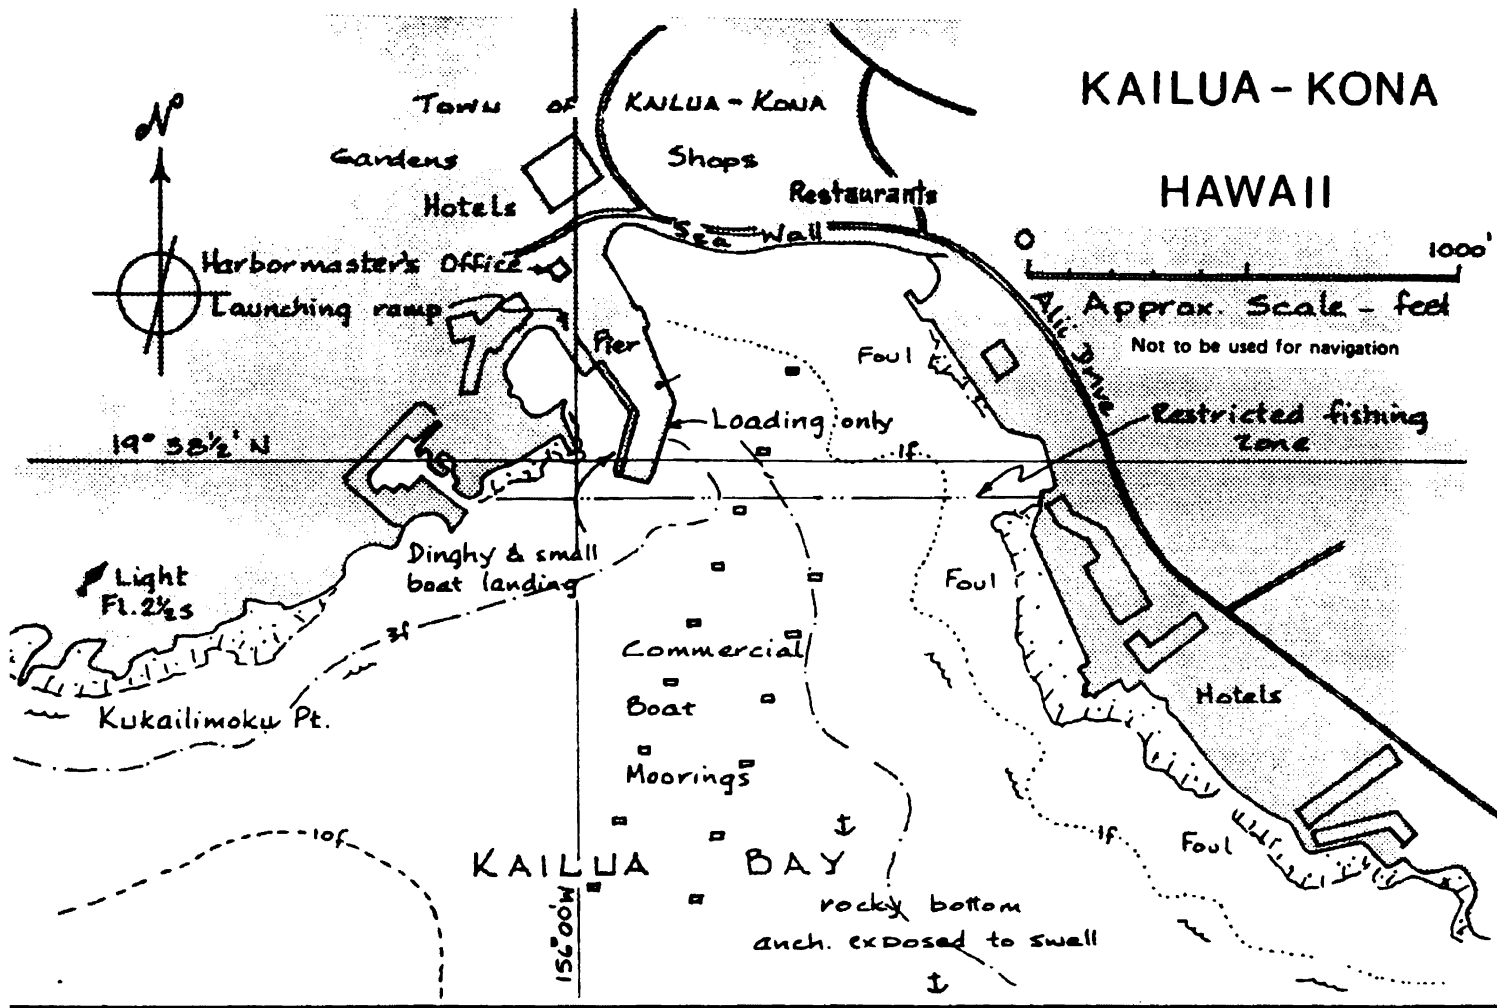 KAILUA - KONA
HAWAII
N
Town of KAILUA - KONA
Gardens
Shops
Hotels
Restaurants
Sea Wall
Harbormaster's Office
Launching ramp
Pier
0
1000'
Approx. Scale - feet
Not to be used for navigation
Alii Drive
Foul
Loading only
Restricted fishing
zone
19° 38½' N
1f
Dinghy & small
boat landing
Light
Fl. 2½s
Foul
3f
Commercial
Boat
Moorings
Kukailimoku Pt.
Hotels
10f
1f
Foul
KAILUA BAY
156°00'W
rocky bottom
anch. exposed to swell